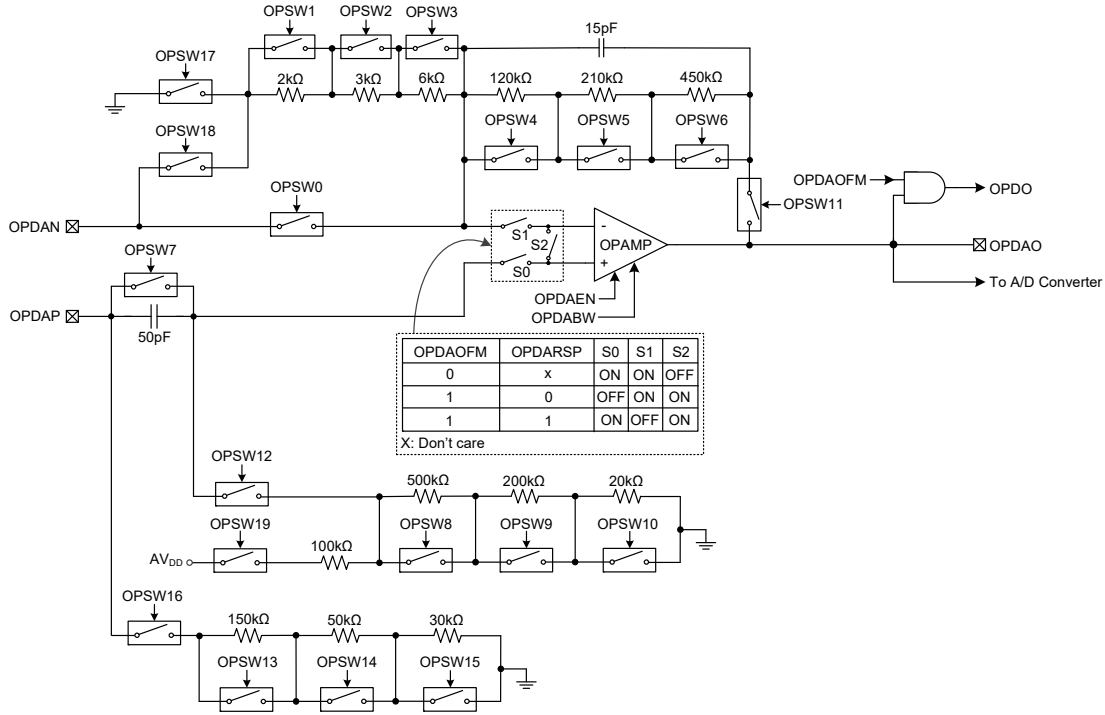 OPSW1
OPSW2
OPSW3
15pF
OPSW17
2kΩ
3kΩ
6kΩ
120kΩ
210kΩ
450kΩ
OPSW18
OPSW4
OPSW5
OPSW6
OPDAOFM
OPDO
OPSW11
OPSW0
OPDAN
S1
S2
S0
-
+
OPAMP
OPDAO
OPSW7
OPDAEN
OPDABW
To A/D Converter
OPDAP
50pF
OPDAOFM OPDARSP S0 S1 S2
0 x ON ON OFF
1 0 OFF ON ON
1 1 ON OFF ON
X: Don't care
OPSW12
500kΩ
200kΩ
20kΩ
OPSW19
OPSW8
OPSW9
OPSW10
100kΩ
AVDD
OPSW16
150kΩ
50kΩ
30kΩ
OPSW13
OPSW14
OPSW15